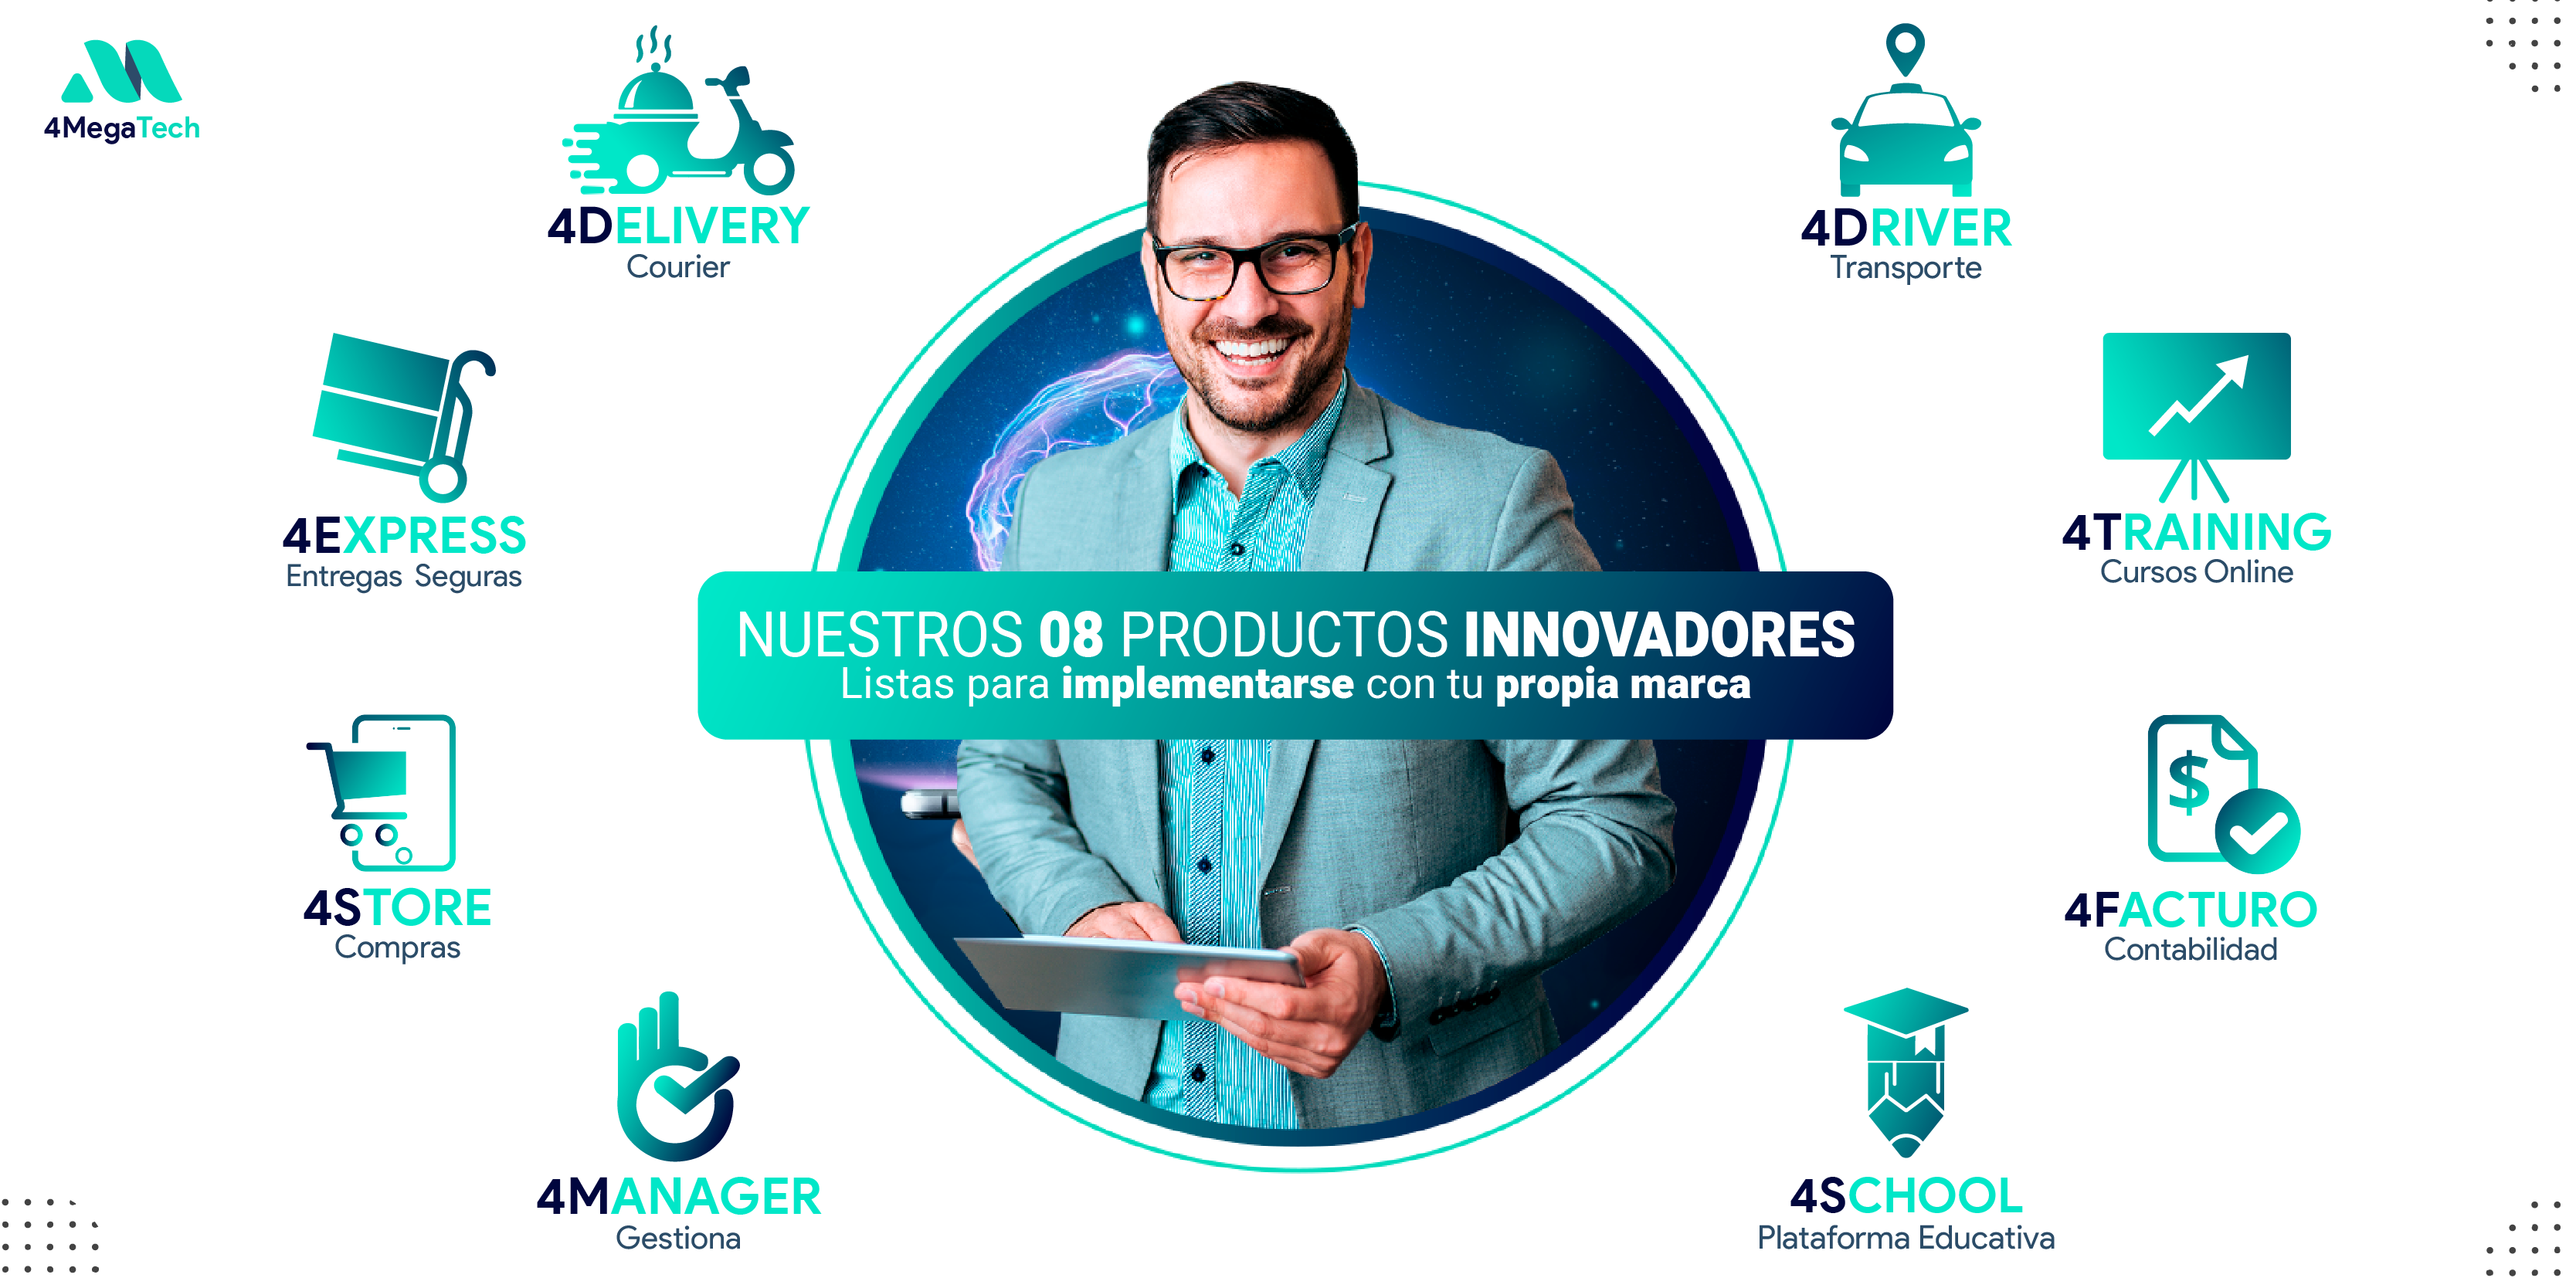 4MegaTech
4DELIVERY
Courier
4DRIVER
Transporte
4EXPRESS
Entregas Seguras
4TRAINING
Cursos Online
NUESTROS 08 PRODUCTOS INNOVADORES
Listas para implementarse con tu propia marca
4STORE
Compras
$
4FACTURO
Contabilidad
4MANAGER
Gestiona
4SCHOOL
Plataforma Educativa